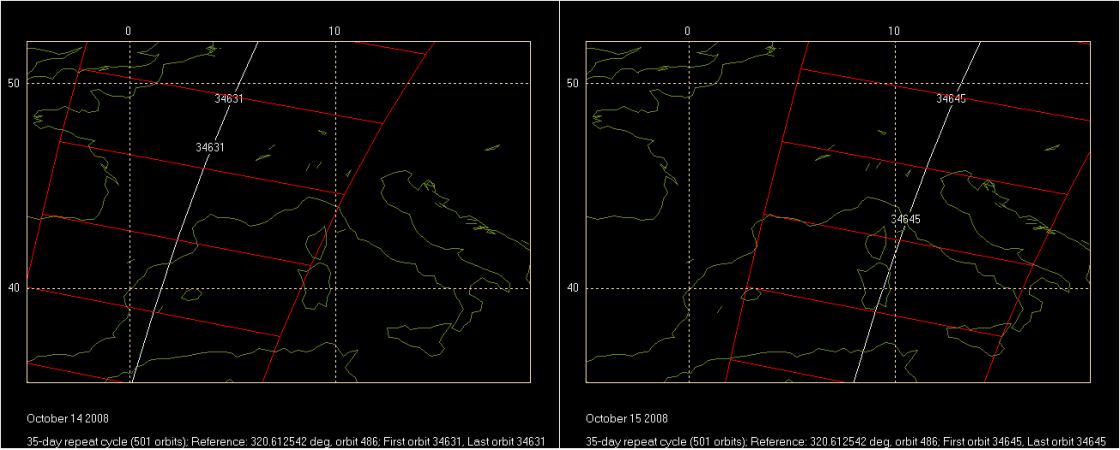 0 10
50
34631
34631
40
October 14 2008
35-day repeat cycle (501 orbits); Reference: 320.612542 deg, orbit 486; First orbit 34631, Last orbit 34631
0 10
50
34645
34645
40
October 15 2008
35-day repeat cycle (501 orbits); Reference: 320.612542 deg, orbit 486; First orbit 34645, Last orbit 34645